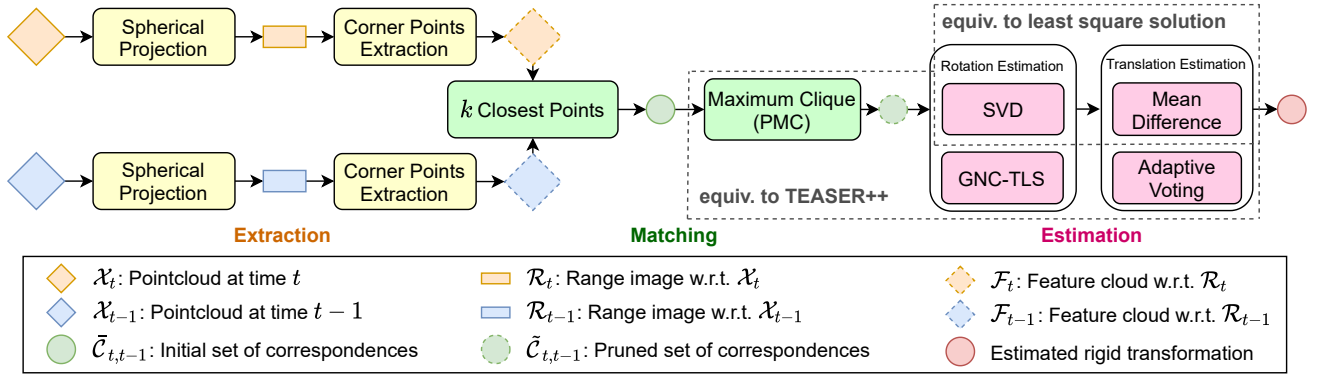 Spherical
Projection
Corner Points
Extraction
k Closest Points
Spherical
Projection
Corner Points
Extraction
Maximum Clique
(PMC)
equiv. to TEASER++
equiv. to least square solution
Rotation Estimation
SVD
GNC-TLS
Translation Estimation
Mean
Difference
Adaptive
Voting
Extraction
Matching
Estimation
𝒳_t: Pointcloud at time t
ℛ_t: Range image w.r.t. 𝒳_t
ℱ_t: Feature cloud w.r.t. ℛ_t
𝒳_{t-1}: Pointcloud at time t − 1
ℛ_{t-1}: Range image w.r.t. 𝒳_{t-1}
ℱ_{t-1}: Feature cloud w.r.t. ℛ_{t-1}
𝒞̄_{t,t-1}: Initial set of correspondences
𝒞̃_{t,t-1}: Pruned set of correspondences
Estimated rigid transformation